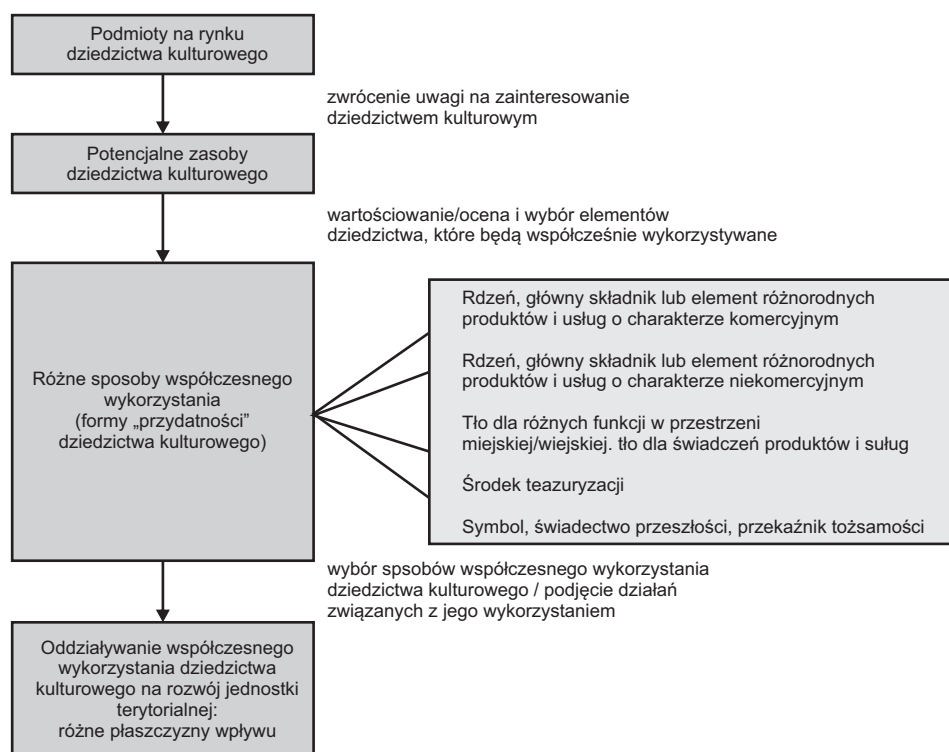 Podmioty na rynku
dziedzictwa kulturowego
zwrócenie uwagi na zainteresowanie
dziedzictwem kulturowym
Potencjalne zasoby
dziedzictwa kulturowego
wartościowanie/ocena i wybór elementów
dziedzictwa, które będą współcześnie wykorzystywane
Różne sposoby współczesnego
wykorzystania
(formy „przydatności”
dziedzictwa kulturowego)
Rdzeń, główny składnik lub element różnorodnych
produktów i usług o charakterze komercyjnym
Rdzeń, główny składnik lub element różnorodnych
produktów i usług o charakterze niekomercyjnym
Tło dla różnych funkcji w przestrzeni
miejskiej/wiejskiej. tło dla świadczeń produktów i suług
Środek teazuryzacji
Symbol, świadectwo przeszłości, przekaźnik tożsamości
wybór spsobów współczesnego wykorzystania
dziedzictwa kulturowego / podjęcie działań
związanych z jego wykorzystaniem
Oddziaływanie współczesnego
wykorzystania dziedzictwa
kulturowego na rozwój jednostki
terytorialnej:
różne płaszczyzny wpływu